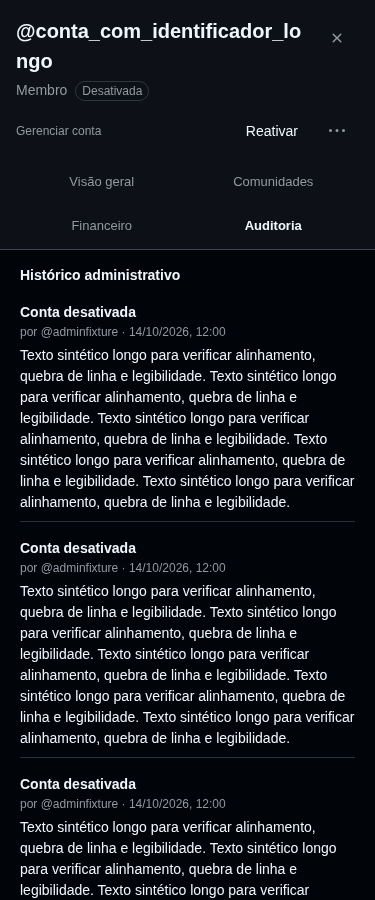 @conta_com_identificador_lo
ngo
Membro Desativada
Gerenciar conta Reativar
Visão geral Comunidades
Financeiro Auditoria
Histórico administrativo
Conta desativada
por @adminfixture · 14/10/2026, 12:00
Texto sintético longo para verificar alinhamento,
quebra de linha e legibilidade. Texto sintético longo
para verificar alinhamento, quebra de linha e
legibilidade. Texto sintético longo para verificar
alinhamento, quebra de linha e legibilidade. Texto
sintético longo para verificar alinhamento, quebra de
linha e legibilidade. Texto sintético longo para verificar
alinhamento, quebra de linha e legibilidade.
Conta desativada
por @adminfixture · 14/10/2026, 12:00
Texto sintético longo para verificar alinhamento,
quebra de linha e legibilidade. Texto sintético longo
para verificar alinhamento, quebra de linha e
legibilidade. Texto sintético longo para verificar
alinhamento, quebra de linha e legibilidade. Texto
sintético longo para verificar alinhamento, quebra de
linha e legibilidade. Texto sintético longo para verificar
alinhamento, quebra de linha e legibilidade.
Conta desativada
por @adminfixture · 14/10/2026, 12:00
Texto sintético longo para verificar alinhamento,
quebra de linha e legibilidade. Texto sintético longo
para verificar alinhamento, quebra de linha e
legibilidade. Texto sintético longo para verificar